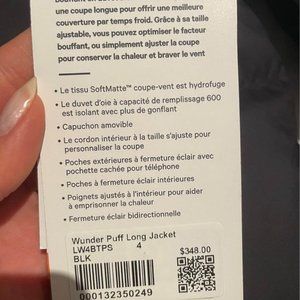 une coupe longue pour offrir une meilleure
couverture par temps froid. Grâce à sa taille
ajustable, vous pouvez optimiser le facteur
bouffant, ou simplement ajuster la coupe
pour conserver la chaleur et braver le vent
• Le tissu SoftMatte™ coupe-vent est hydrofuge
• Le duvet d'oie à capacité de remplissage 600
est isolant avec plus de gonflant
• Capuchon amovible
• Le cordon intérieur à la taille s'ajuste pour
personnaliser la coupe
• Poches extérieures à fermeture éclair avec
pochette cachée pour téléphone
• Poches à fermeture éclair intérieures
• Poignets ajustés à l'intérieur pour aider
à emprisonner la chaleur
• Fermeture éclair bidirectionnelle
Wunder Puff Long Jacket
LW4BTPS 4
BLK
$348.00
000132350249